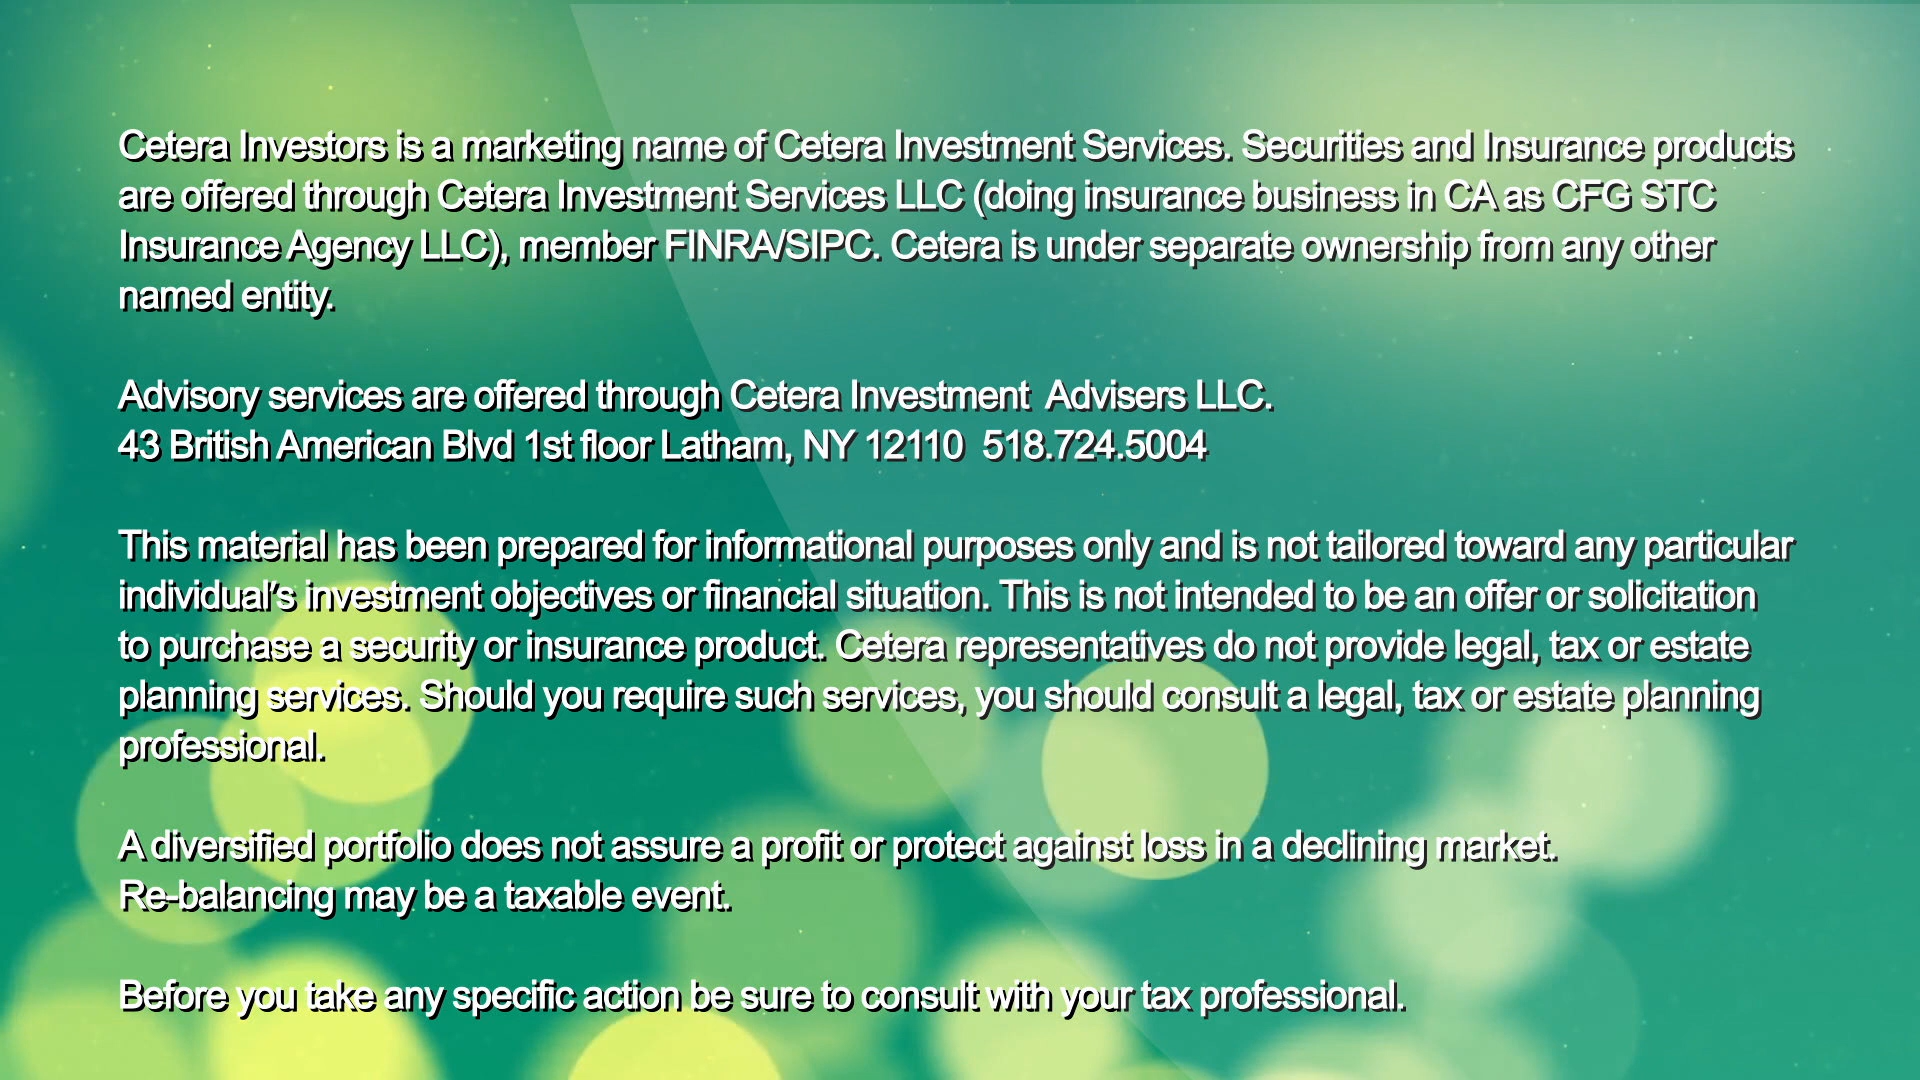 Cetera Investors is a marketing name of Cetera Investment Services. Securities and Insurance products
are offered through Cetera Investment Services LLC (doing insurance business in CA as CFG STC
Insurance Agency LLC), member FINRA/SIPC. Cetera is under separate ownership from any other
named entity.
Advisory services are offered through Cetera Investment  Advisers LLC.
43 British American Blvd 1st floor Latham, NY 12110  518.724.5004
This material has been prepared for informational purposes only and is not tailored toward any particular
individual's investment objectives or financial situation. This is not intended to be an offer or solicitation
to purchase a security or insurance product. Cetera representatives do not provide legal, tax or estate
planning services. Should you require such services, you should consult a legal, tax or estate planning
professional.
A diversified portfolio does not assure a profit or protect against loss in a declining market.
Re-balancing may be a taxable event.
Before you take any specific action be sure to consult with your tax professional.